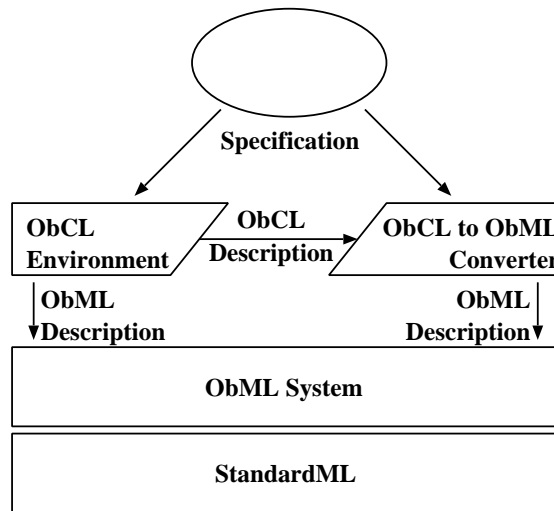 Specification
ObCL
Environment
ObCL
Description
ObCL to ObML
Converter
ObML
Description
ObML
Description
ObML System
StandardML